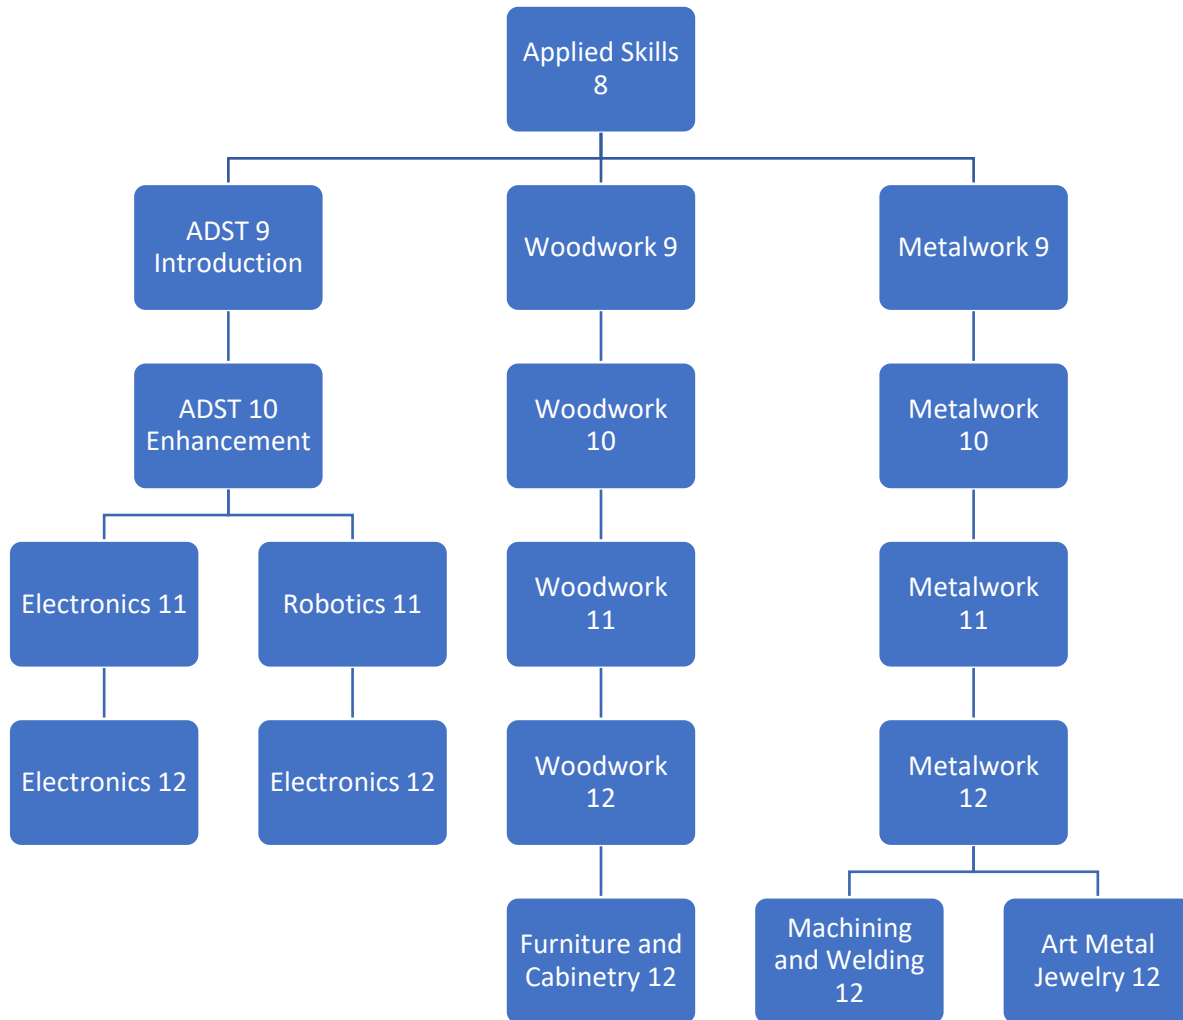 Applied Skills
8
ADST 9
Introduction
Woodwork 9
Metalwork 9
ADST 10
Enhancement
Woodwork
10
Metalwork
10
Electronics 11
Robotics 11
Woodwork
11
Metalwork
11
Electronics 12
Electronics 12
Woodwork
12
Metalwork
12
Furniture and
Cabinetry 12
Machining
and Welding
12
Art Metal
Jewelry 12